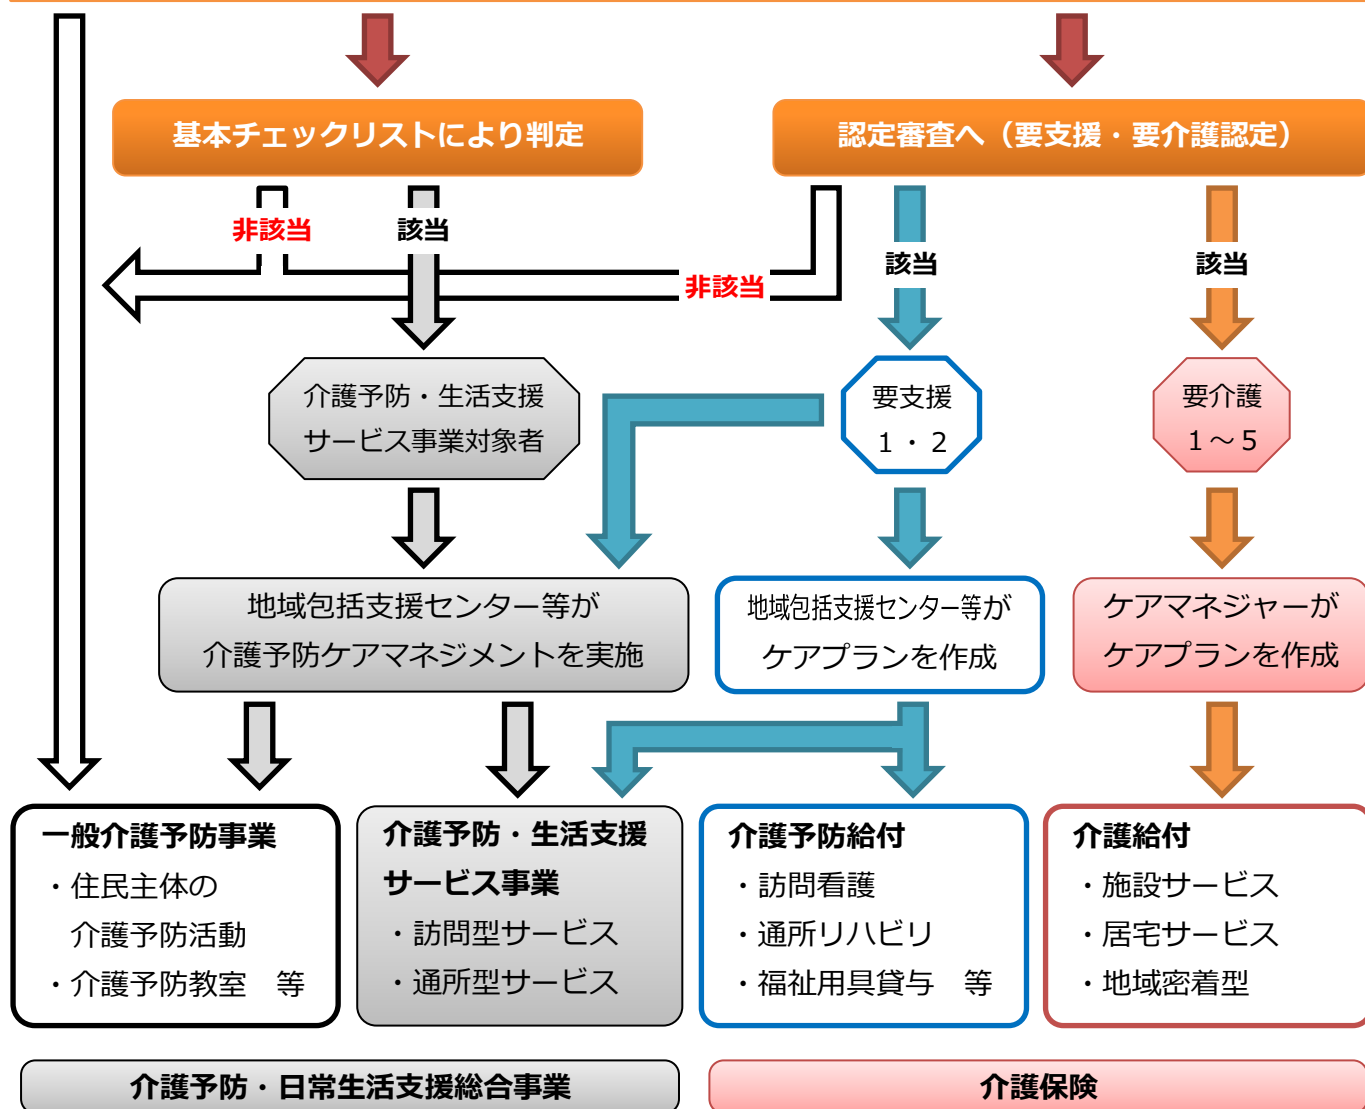 基本チェックリストにより判定
認定審査へ（要支援・要介護認定）
非該当
該当
非該当
該当
該当
介護予防・生活支援
サービス事業対象者
要支援
１・２
要介護
１～５
地域包括支援センター等が
介護予防ケアマネジメントを実施
地域包括支援センター等が
ケアプランを作成
ケアマネジャーが
ケアプランを作成
一般介護予防事業
・住民主体の
介護予防活動
・介護予防教室　等
介護予防・生活支援
サービス事業
・訪問型サービス
・通所型サービス
介護予防給付
・訪問看護
・通所リハビリ
・福祉用具貸与　等
介護給付
・施設サービス
・居宅サービス
・地域密着型
介護予防・日常生活支援総合事業
介護保険